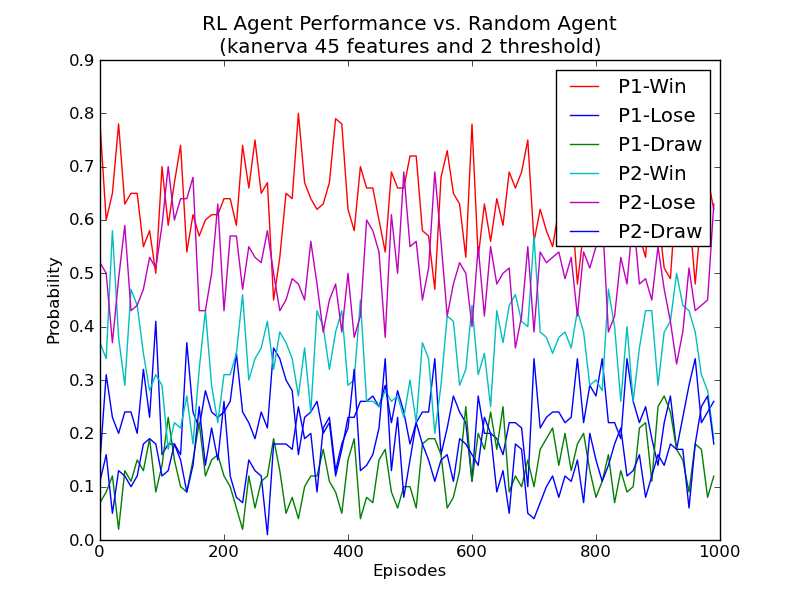 RL Agent Performance vs. Random Agent
(kanerva 45 features and 2 threshold)
0.9
0.8
0.7
0.6
0.5
0.4
0.3
0.2
0.1
0.0
Probability
P1-Win
P1-Lose
P1-Draw
P2-Win
P2-Lose
P2-Draw
0
200
400
600
800
1000
Episodes